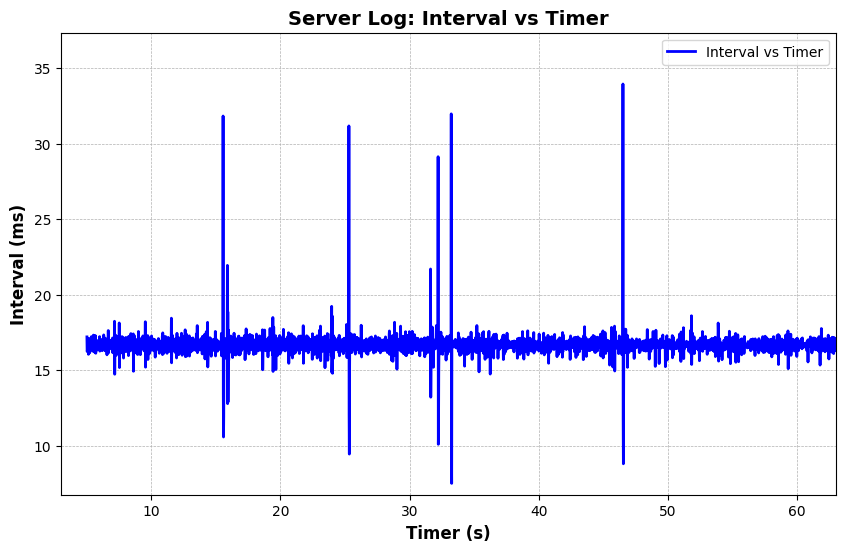 Server Log: Interval vs Timer
Interval vs Timer
Interval (ms)
35
30
25
20
15
10
10 20 30 40 50 60
Timer (s)